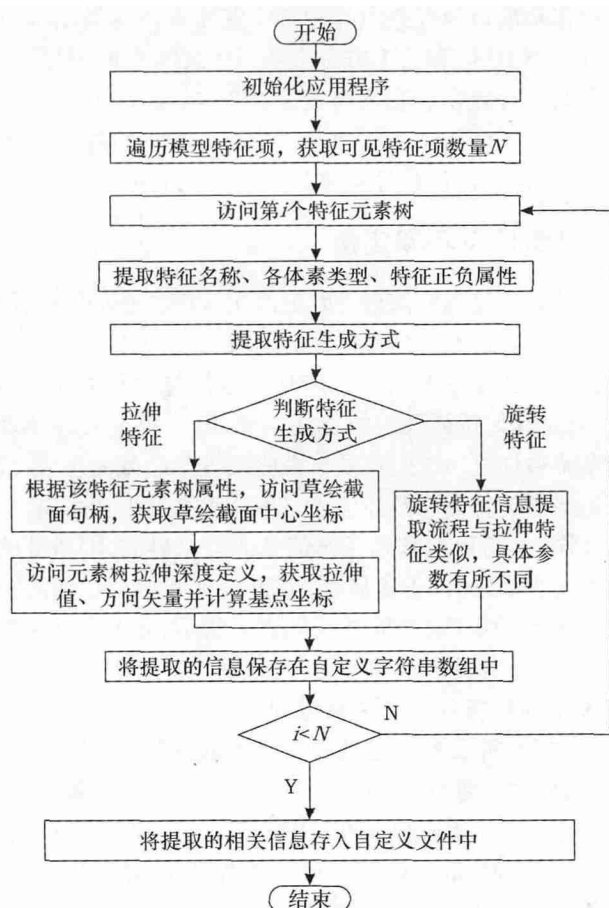 开始
初始化应用程序
遍历模型特征项，获取可见特征项数量N
访问第i个特征元素树
提取特征名称、各体素类型、特征正负属性
提取特征生成方式
判断特征
生成方式
拉伸
特征
旋转
特征
根据该特征元素树属性，访问草绘截
面句柄，获取草绘截面中心坐标
访问元素树拉伸深度定义，获取拉伸
值、方向矢量并计算基点坐标
旋转特征信息提
取流程与拉伸特
征类似，具体参
数有所不同
将提取的信息保存在自定义字符串数组中
i<N
N
Y
将提取的相关信息存入自定义文件中
结束